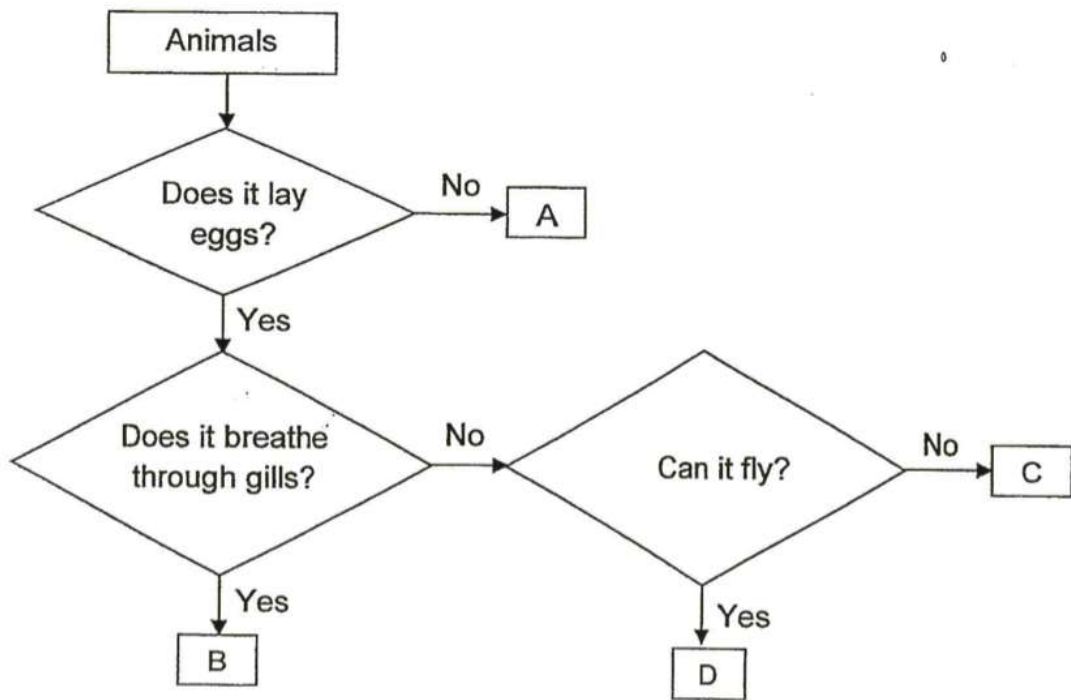 Animals
Does it lay
eggs?
No
A
Yes
Does it breathe
through gills?
No
Can it fly?
No
C
Yes
B
Yes
D